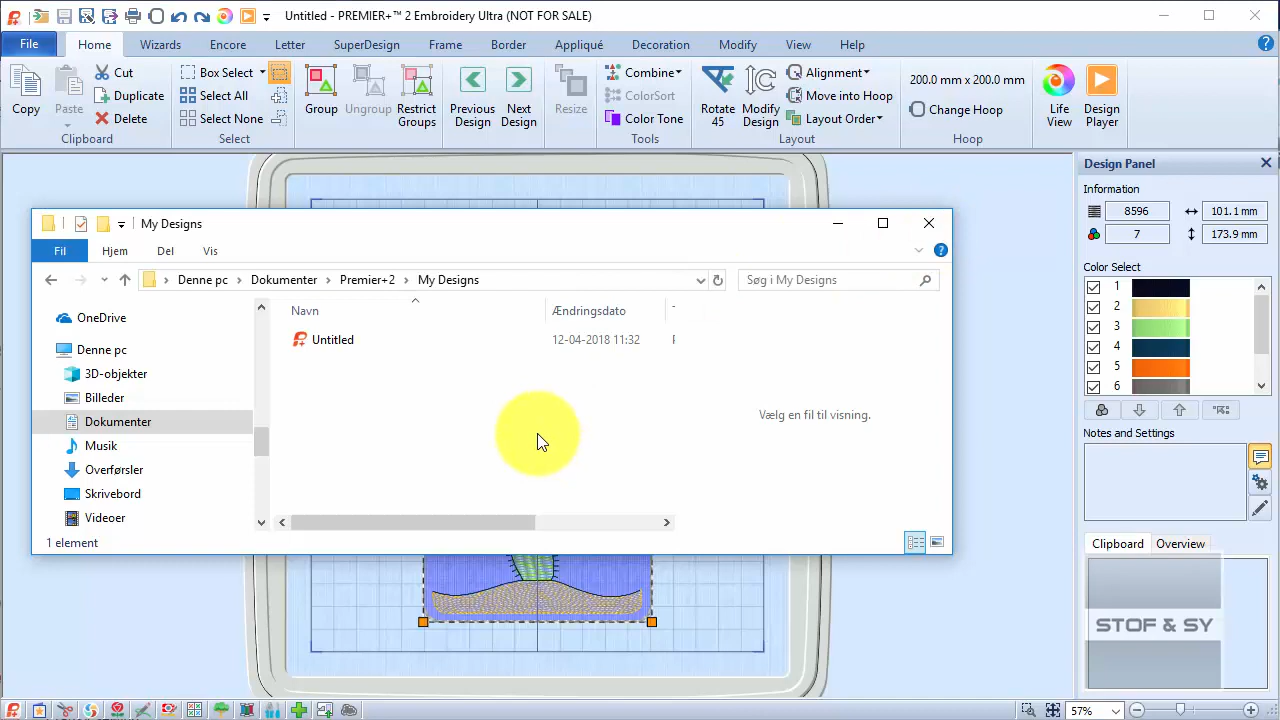 Untitled - PREMIER+™ 2 Embroidery Ultra (NOT FOR SALE)
File Home Wizards Encore Letter SuperDesign Frame Border Appliqué Decoration Modify View Help
Copy
Paste
Cut
Duplicate
Delete
Clipboard
Box Select
Select All
Select None
Select
Group
Ungroup
Restrict Groups
Previous Design
Next Design
Resize
Combine
ColorSort
Color Tone
Tools
Rotate 45
Modify Design
Alignment
Move into Hoop
Layout Order
Layout
200.0 mm x 200.0 mm
Change Hoop
Hoop
Life View
Design Player
My Designs
Fil Hjem Del Vis
Denne pc Dokumenter Premier+2 My Designs
Søg i My Designs
OneDrive
Denne pc
3D-objekter
Billeder
Dokumenter
Musik
Overførsler
Skrivebord
Videoer
Navn Ændringsdato
Untitled 12-04-2018 11:32
Vælg en fil til visning.
1 element
Design Panel
Information
8596 101.1 mm
7 173.9 mm
Color Select
1
2
3
4
5
6
Notes and Settings
Clipboard Overview
STOF & SY
57%